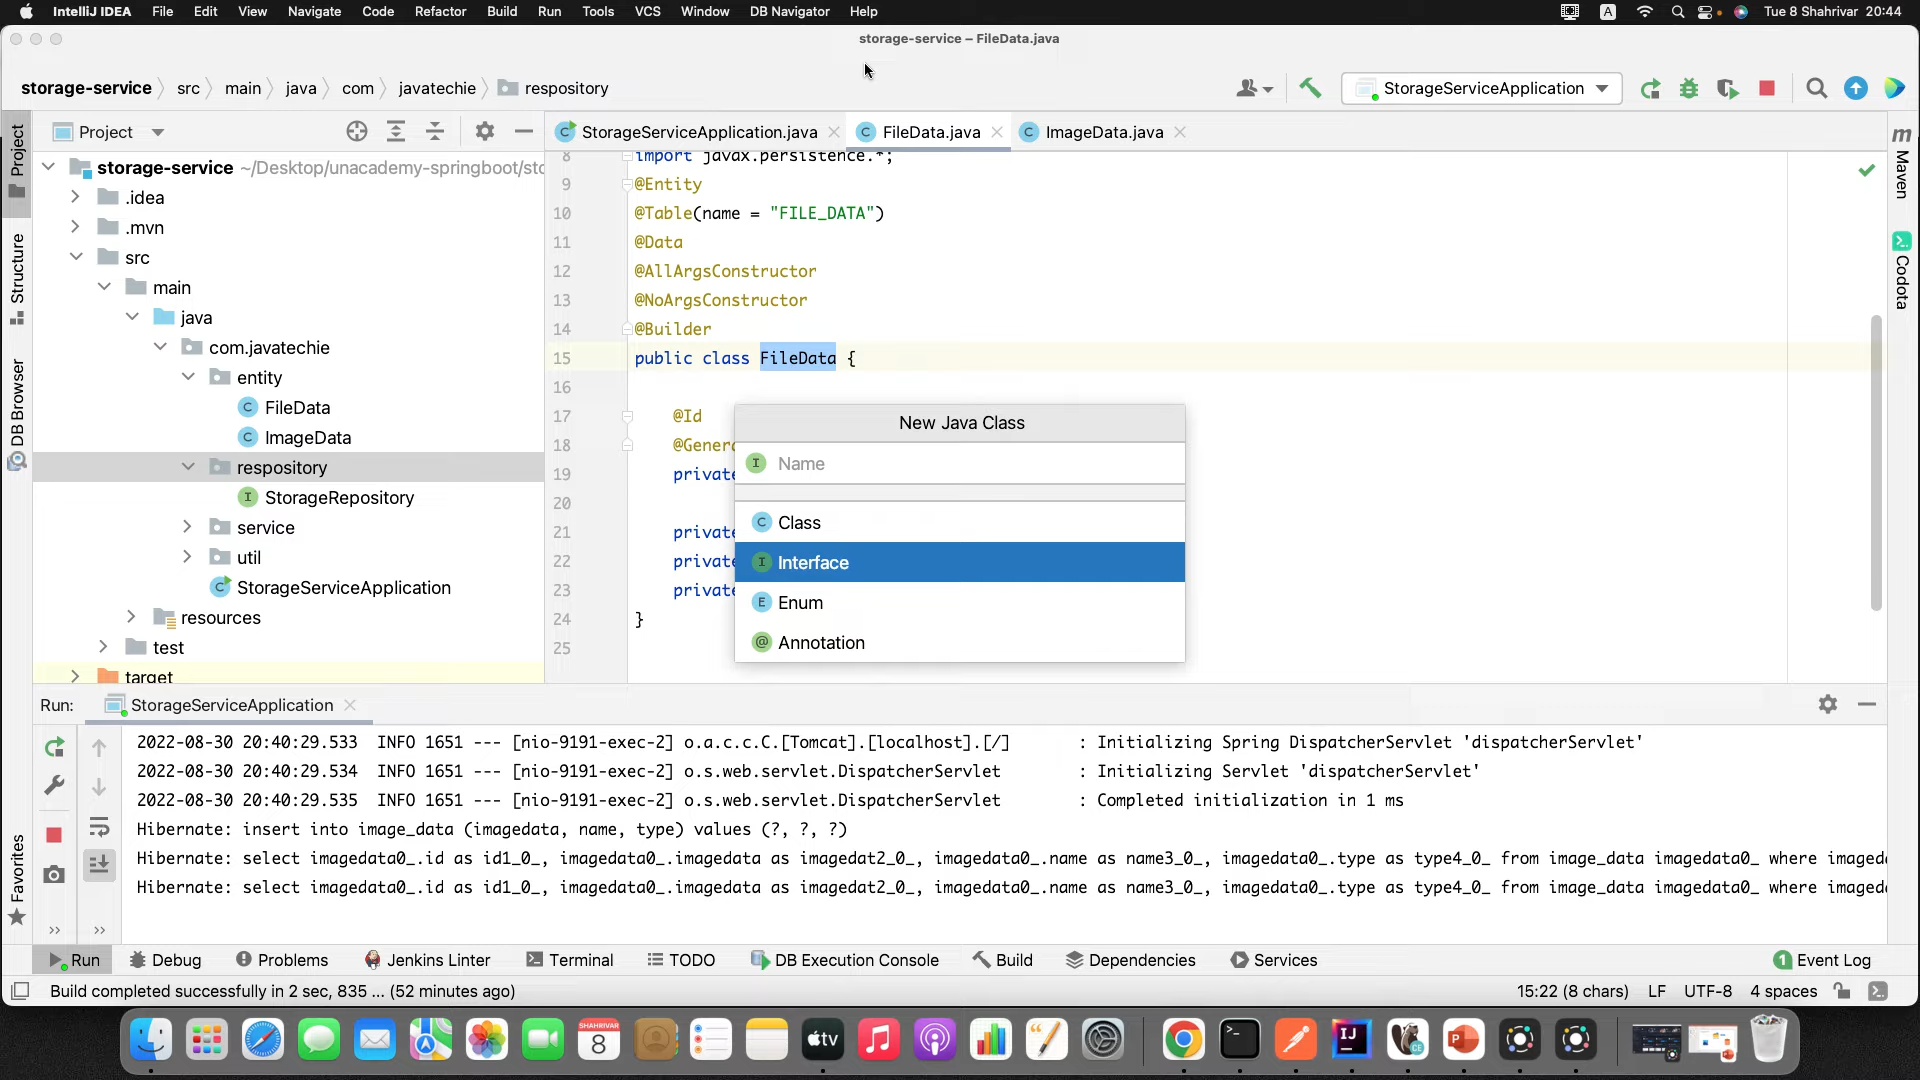 IntelliJ IDEA File Edit View Navigate Code Refactor Build Run Tools VCS Window DB Navigator Help A Tue 8 Shahrivar 20:44
storage-service – FileData.java
storage-service src main java com javatechie respository StorageServiceApplication
Project StorageServiceApplication.java FileData.java ImageData.java
storage-service ~/Desktop/unacademy-springboot/sto
.idea
.mvn
src
main
java
com.javatechie
entity
FileData
ImageData
respository
StorageRepository
service
util
StorageServiceApplication
resources
test
target
8 import javax.persistence.*;
9 @Entity
10 @Table(name = "FILE_DATA")
11 @Data
12 @AllArgsConstructor
13 @NoArgsConstructor
14 @Builder
15 public class FileData {
16
17 @Id
18 @Genera
19 private
20
21 private
22 private
23 private
24 }
25
New Java Class
Name
Class
Interface
Enum
Annotation
Project
Structure
DB Browser
Favorites
Maven
Codota
Run: StorageServiceApplication
2022-08-30 20:40:29.533 INFO 1651 --- [nio-9191-exec-2] o.a.c.c.C.[Tomcat].[localhost].[/] : Initializing Spring DispatcherServlet 'dispatcherServlet'
2022-08-30 20:40:29.534 INFO 1651 --- [nio-9191-exec-2] o.s.web.servlet.DispatcherServlet : Initializing Servlet 'dispatcherServlet'
2022-08-30 20:40:29.535 INFO 1651 --- [nio-9191-exec-2] o.s.web.servlet.DispatcherServlet : Completed initialization in 1 ms
Hibernate: insert into image_data (imagedata, name, type) values (?, ?, ?)
Hibernate: select imagedata0_.id as id1_0_, imagedata0_.imagedata as imagedat2_0_, imagedata0_.name as name3_0_, imagedata0_.type as type4_0_ from image_data imagedata0_ where imageda
Hibernate: select imagedata0_.id as id1_0_, imagedata0_.imagedata as imagedat2_0_, imagedata0_.name as name3_0_, imagedata0_.type as type4_0_ from image_data imagedata0_ where imageda
Run Debug Problems Jenkins Linter Terminal TODO DB Execution Console Build Dependencies Services 1 Event Log
Build completed successfully in 2 sec, 835 ... (52 minutes ago) 15:22 (8 chars) LF UTF-8 4 spaces
SHAHRIVAR
8
tv
IJ
CE